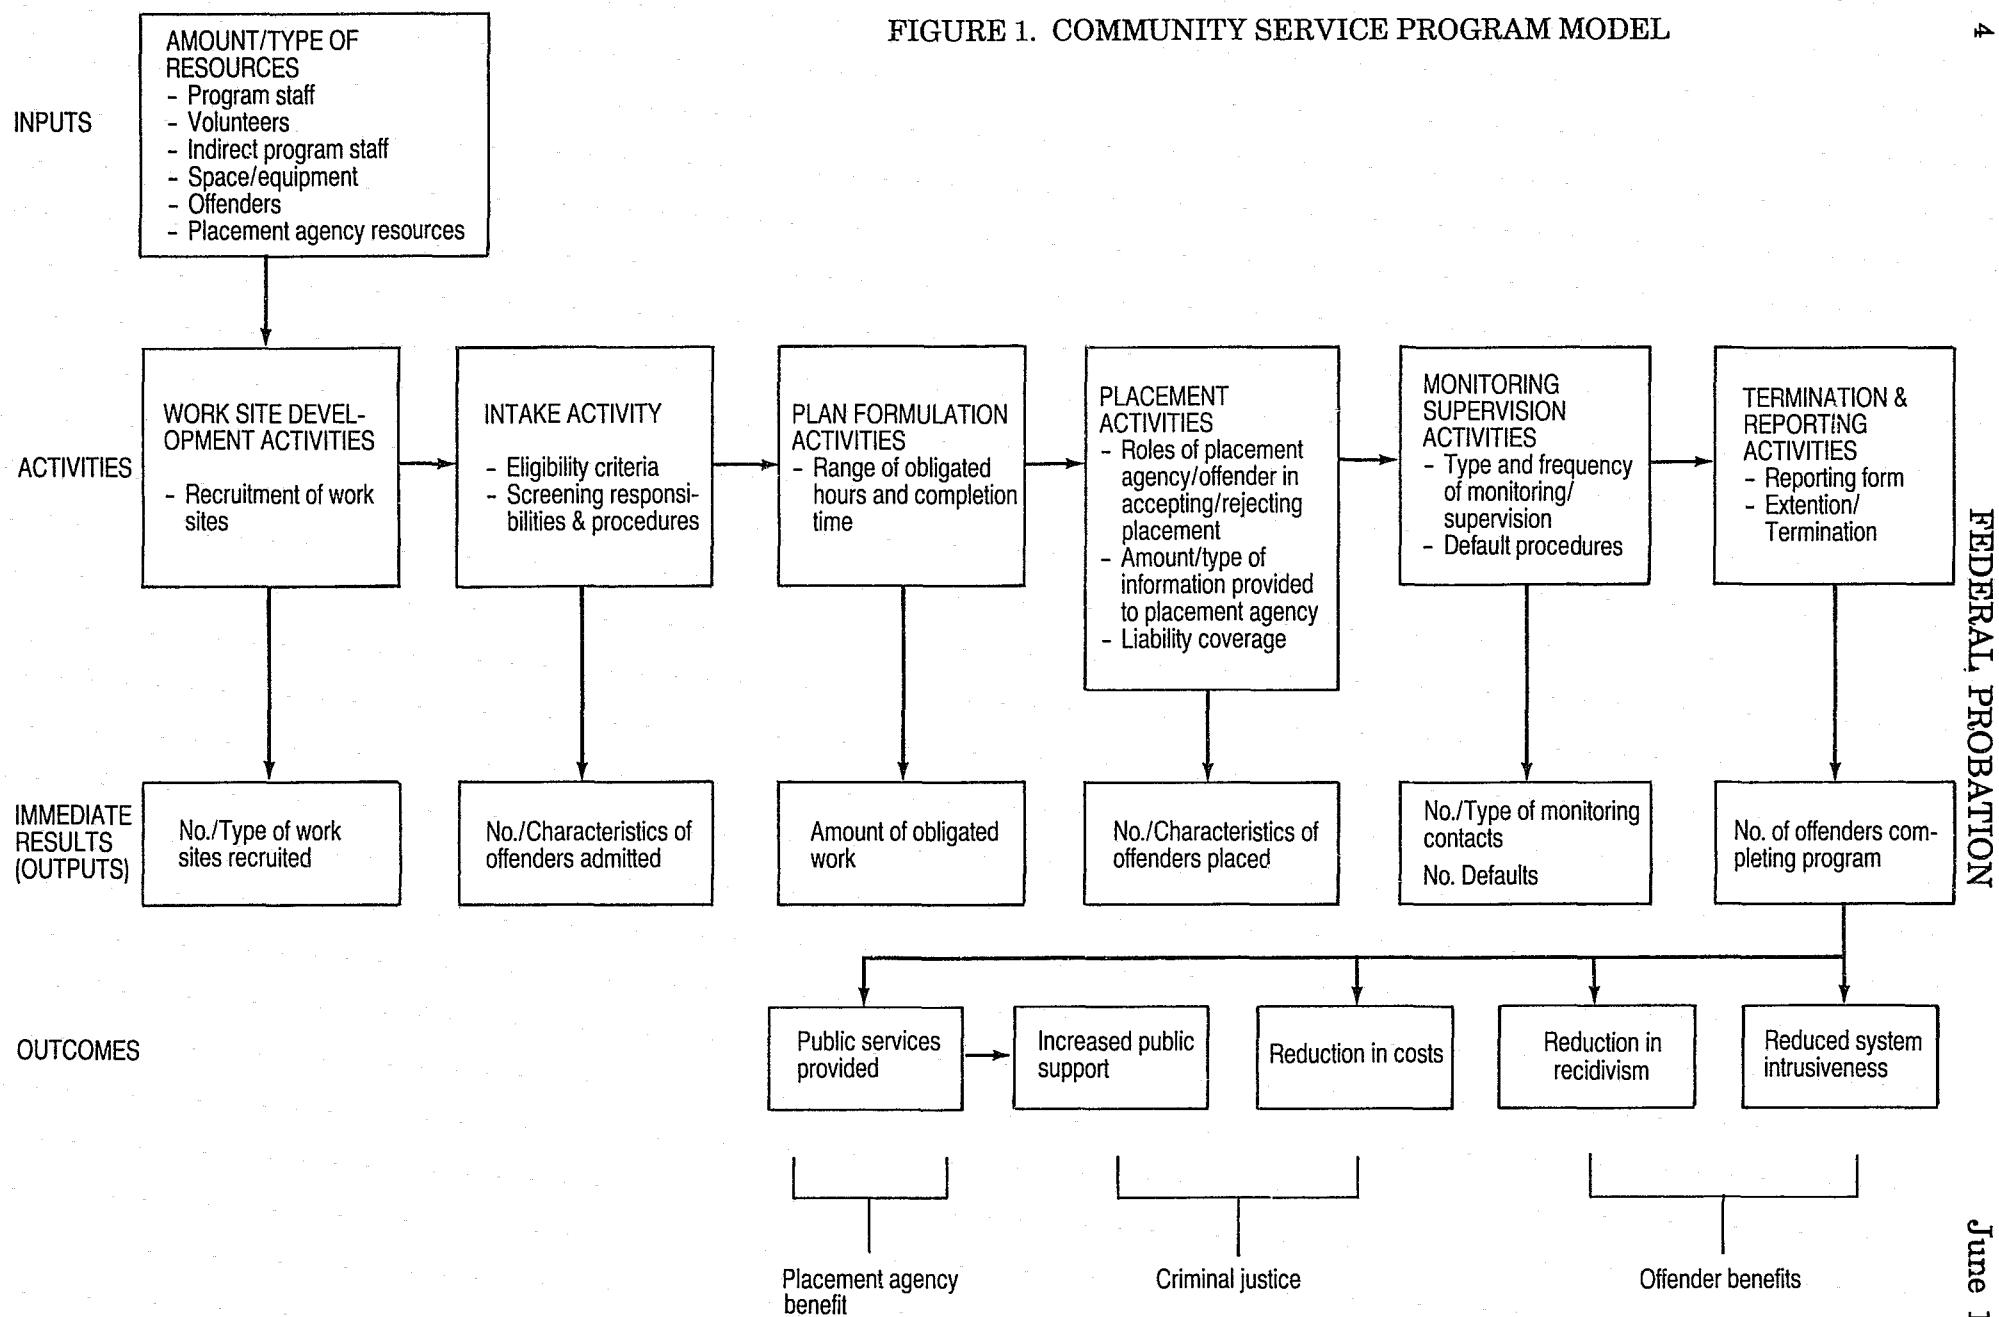 FIGURE 1. COMMUNITY SERVICE PROGRAM MODEL
4
INPUTS
AMOUNT/TYPE OF
RESOURCES
- Program staff
- Volunteers
- Indirect program staff
- Space/equipment
- Offenders
- Placement agency resources
ACTIVITIES
WORK SITE DEVEL-
OPMENT ACTIVITIES
- Recruitment of work
sites
INTAKE ACTIVITY
- Eligibility criteria
- Screening responsi-
bilities & procedures
PLAN FORMULATION
ACTIVITIES
- Range of obligated
hours and completion
time
PLACEMENT
ACTIVITIES
- Roles of placement
agency/offender in
accepting/rejecting
placement
- Amount/type of
information provided
to placement agency
- Liability coverage
MONITORING
SUPERVISION
ACTIVITIES
- Type and frequency
of monitoring/
supervision
- Default procedures
TERMINATION &
REPORTING
ACTIVITIES
- Reporting form
- Extention/
Termination
IMMEDIATE
RESULTS
(OUTPUTS)
No./Type of work
sites recruited
No./Characteristics of
offenders admitted
Amount of obligated
work
No./Characteristics of
offenders placed
No./Type of monitoring
contacts
No. Defaults
No. of offenders com-
pleting program
OUTCOMES
Public services
provided
Increased public
support
Reduction in costs
Reduction in
recidivism
Reduced system
intrusiveness
Placement agency
benefit
Criminal justice
Offender benefits
FEDERAL PROBATION
June 1